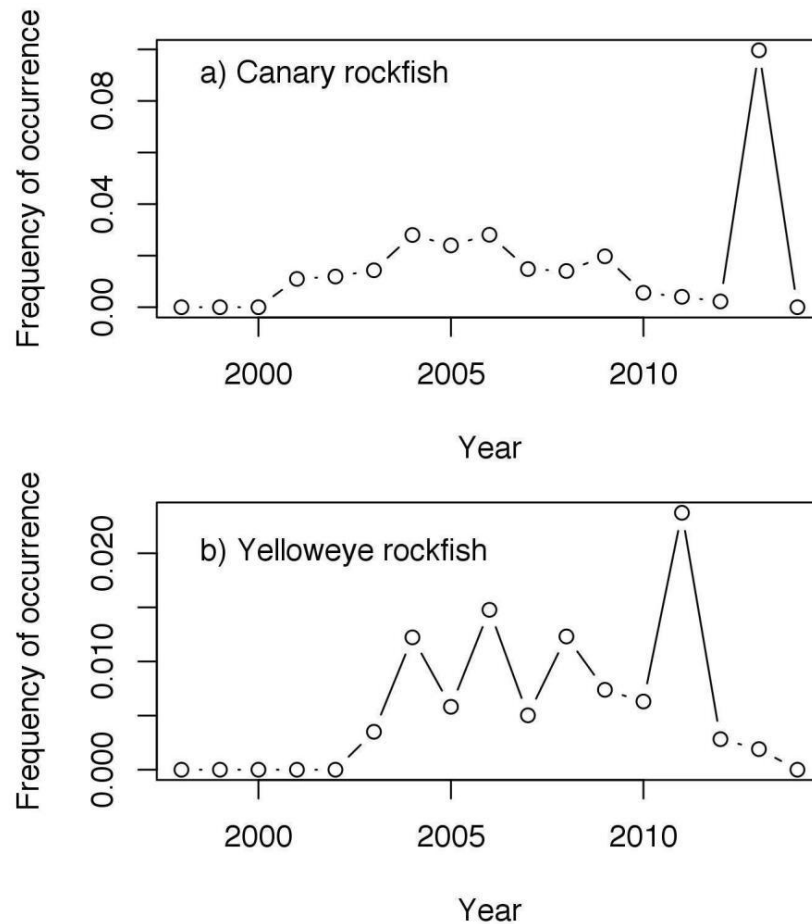 a) Canary rockfish
Frequency of occurrence
0.08
0.04
0.00
2000 2005 2010
Year
b) Yelloweye rockfish
Frequency of occurrence
0.020
0.010
0.000
2000 2005 2010
Year